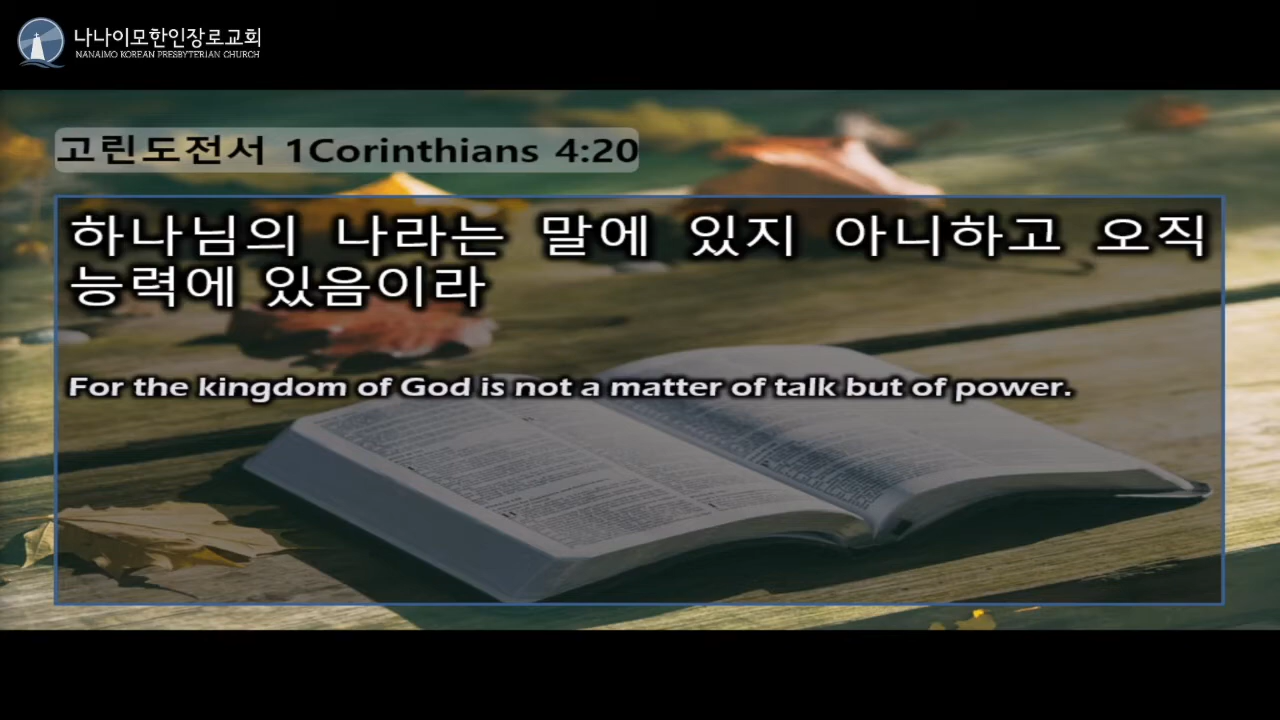 나나이모한인장로교회
NANAIMO KOREAN PRESBYTERIAN CHURCH
고린도전서 1Corinthians 4:20
하나님의 나라는 말에 있지 아니하고 오직
능력에 있음이라
For the kingdom of God is not a matter of talk but of power.